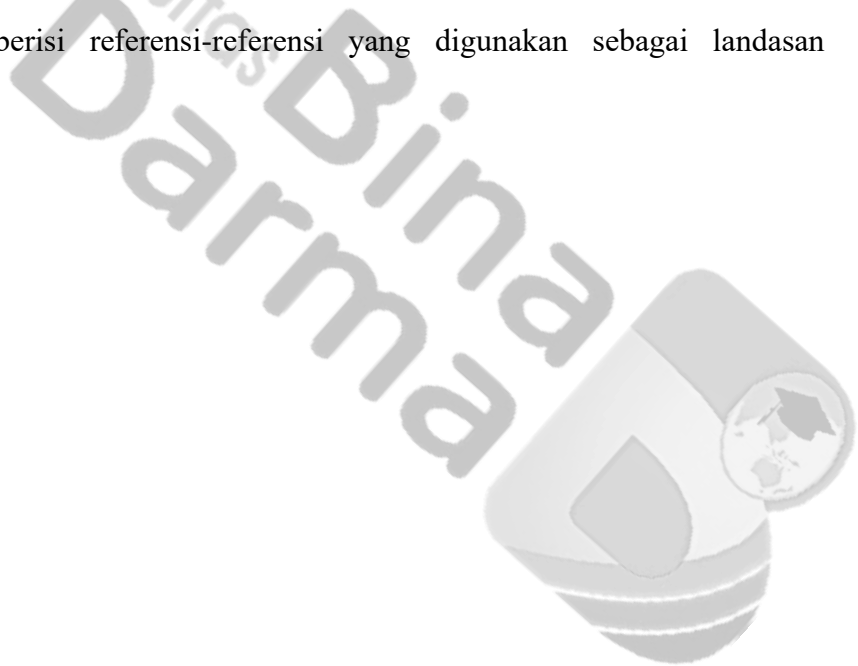 berisi referensi-referensi yang digunakan sebagai landasan
Bina
Darma